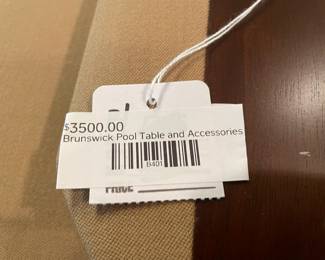 $3500.00
Brunswick Pool Table and Accessories
B401
PRICE